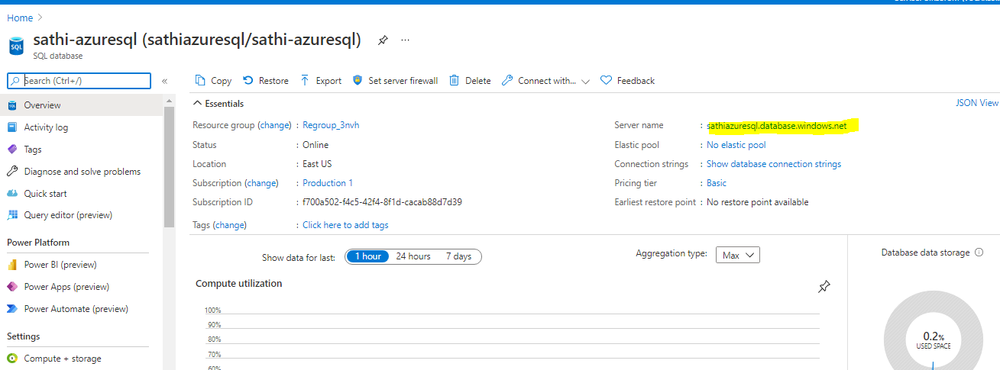 Home >
sathi-azuresql (sathiazuresql/sathi-azuresql) ...
SQL
SQL database
Search (Ctrl+/) «
Overview
Activity log
Tags
Diagnose and solve problems
Quick start
Query editor (preview)
Power Platform
Power BI (preview)
Power Apps (preview)
Power Automate (preview)
Settings
Compute + storage
Copy Restore Export Set server firewall Delete Connect with... Feedback
Essentials JSON View
Resource group (change) : Regroup_3nvh
Status : Online
Location : East US
Subscription (change) : Production 1
Subscription ID : f700a502-f4c5-42f4-8f1d-cacab88d7d39
Tags (change) : Click here to add tags
Server name : sathiazuresql.database.windows.net
Elastic pool : No elastic pool
Connection strings : Show database connection strings
Pricing tier : Basic
Earliest restore point : No restore point available
Show data for last: 1 hour 24 hours 7 days
Aggregation type: Max
Compute utilization
100%
90%
80%
70%
60%
Database data storage
0.2%
USED SPACE